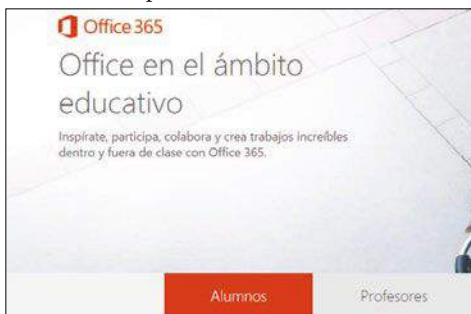 Office 365
Office en el ámbito
educativo
Inspírate, participa, colabora y crea trabajos increíbles
dentro y fuera de clase con Office 365.
Alumnos
Profesores